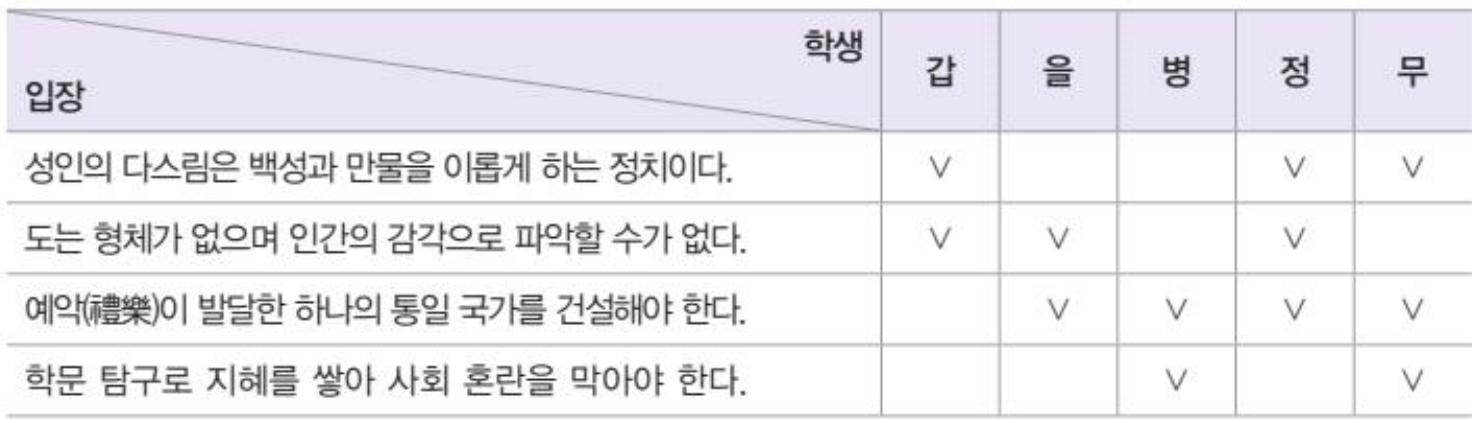 학생
입장 갑 을 병 정 무
성인의 다스림은 백성과 만물을 이롭게 하는 정치이다. ∨ ∨ ∨
도는 형체가 없으며 인간의 감각으로 파악할 수가 없다. ∨ ∨ ∨
예악(禮樂)이 발달한 하나의 통일 국가를 건설해야 한다. ∨ ∨ ∨ ∨
학문 탐구로 지혜를 쌓아 사회 혼란을 막아야 한다. ∨ ∨